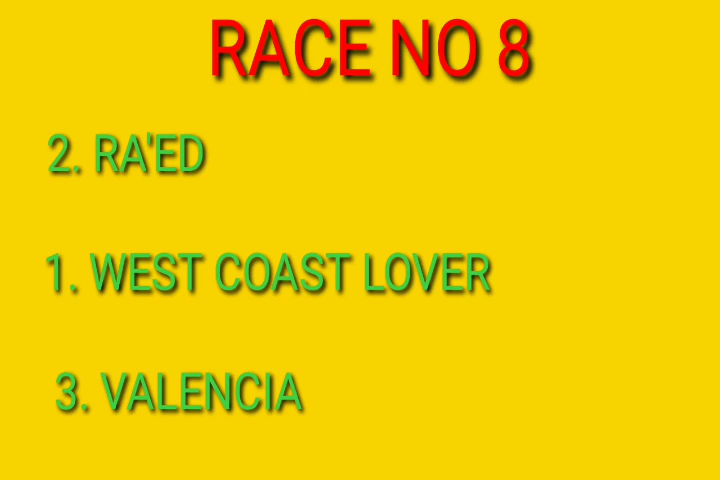 RACE NO 8
2. RA'ED
1. WEST COAST LOVER
3. VALENCIA